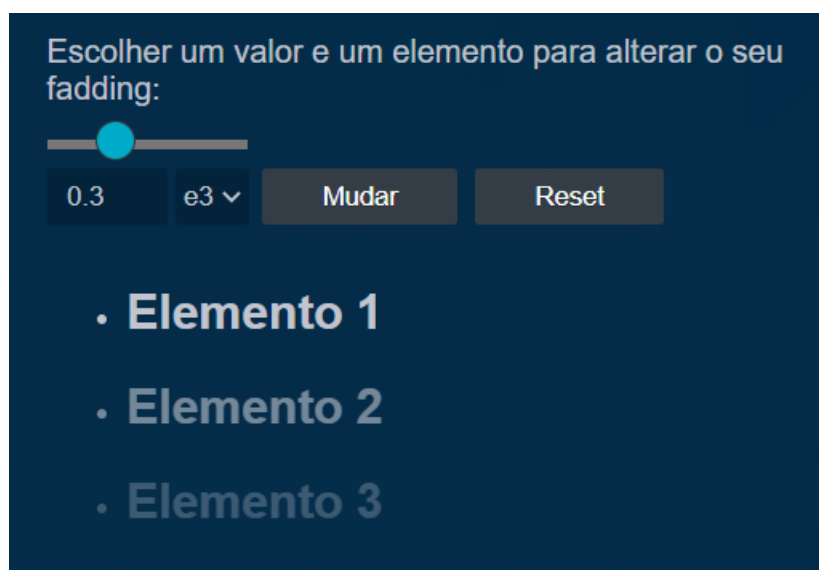 Escolher um valor e um elemento para alterar o seu
fadding:
0.3 e3 Mudar Reset
• Elemento 1
• Elemento 2
• Elemento 3